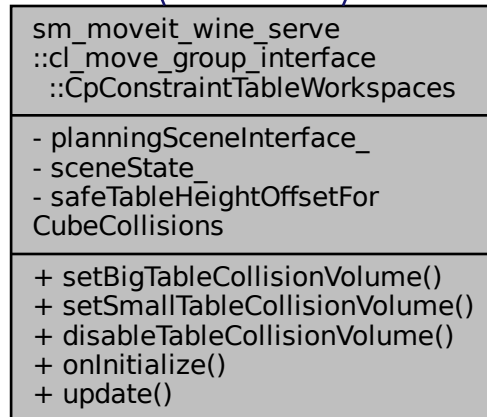 sm_moveit_wine_serve
::cl_move_group_interface
::CpConstraintTableWorkspaces
- planningSceneInterface_
- sceneState_
- safeTableHeightOffsetFor
CubeCollisions
+ setBigTableCollisionVolume()
+ setSmallTableCollisionVolume()
+ disableTableCollisionVolume()
+ onInitialize()
+ update()